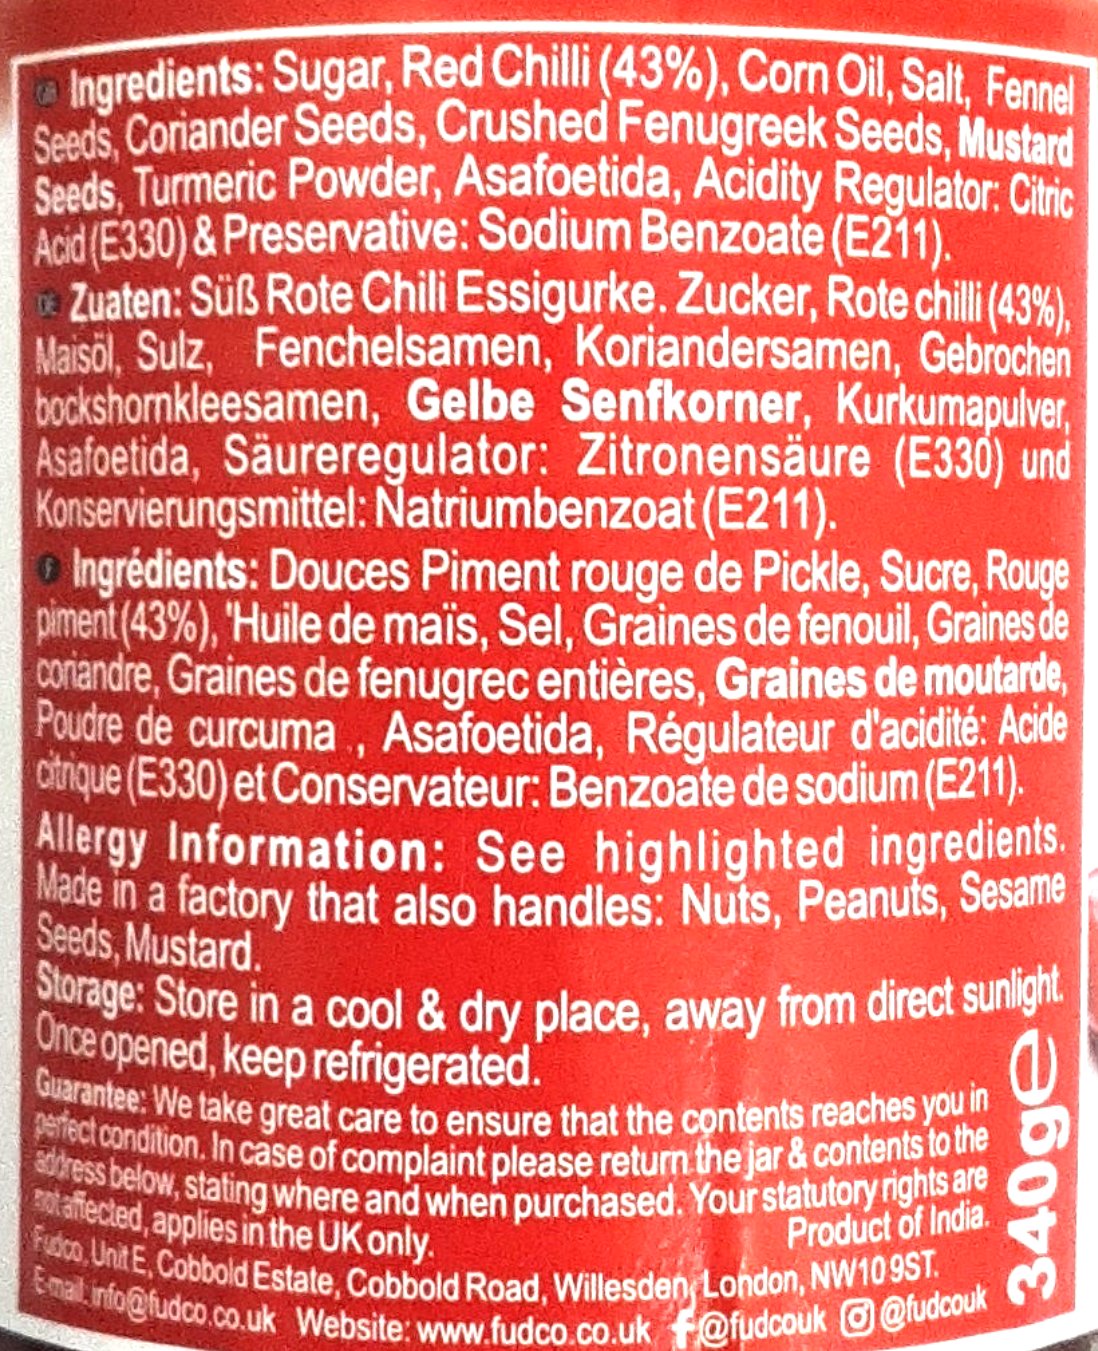 GB Ingredients: Sugar, Red Chilli (43%), Corn Oil, Salt, Fennel
Seeds, Coriander Seeds, Crushed Fenugreek Seeds, Mustard
Seeds, Turmeric Powder, Asafoetida, Acidity Regulator: Citric
Acid (E330) & Preservative: Sodium Benzoate (E211).
DE Zuaten: Süß Rote Chili Essigurke. Zucker, Rote chilli (43%),
Maisöl, Sulz, Fenchelsamen, Koriandersamen, Gebrochen
bockshornkleesamen, Gelbe Senfkorner, Kurkumapulver,
Asafoetida, Säureregulator: Zitronensäure (E330) und
Konservierungsmittel: Natriumbenzoat (E211).
F Ingrédients: Douces Piment rouge de Pickle, Sucre, Rouge
piment (43%), 'Huile de maïs, Sel, Graines de fenouil, Graines de
coriandre, Graines de fenugrec entières, Graines de moutarde,
Poudre de curcuma ., Asafoetida, Régulateur d'acidité: Acide
citrique (E330) et Conservateur: Benzoate de sodium (E211).
Allergy Information: See highlighted ingredients.
Made in a factory that also handles: Nuts, Peanuts, Sesame
Seeds, Mustard.
Storage: Store in a cool & dry place, away from direct sunlight.
Once opened, keep refrigerated.
Guarantee: We take great care to ensure that the contents reaches you in
perfect condition. In case of complaint please return the jar & contents to the
address below, stating where and when purchased. Your statutory rights are
not affected, applies in the UK only.
Product of India.
Fudco, Unit E, Cobbold Estate, Cobbold Road, Willesden, London, NW10 9ST.
E-mail. info@fudco.co.uk Website: www.fudco.co.uk f @fudcouk @fudcouk
340ge